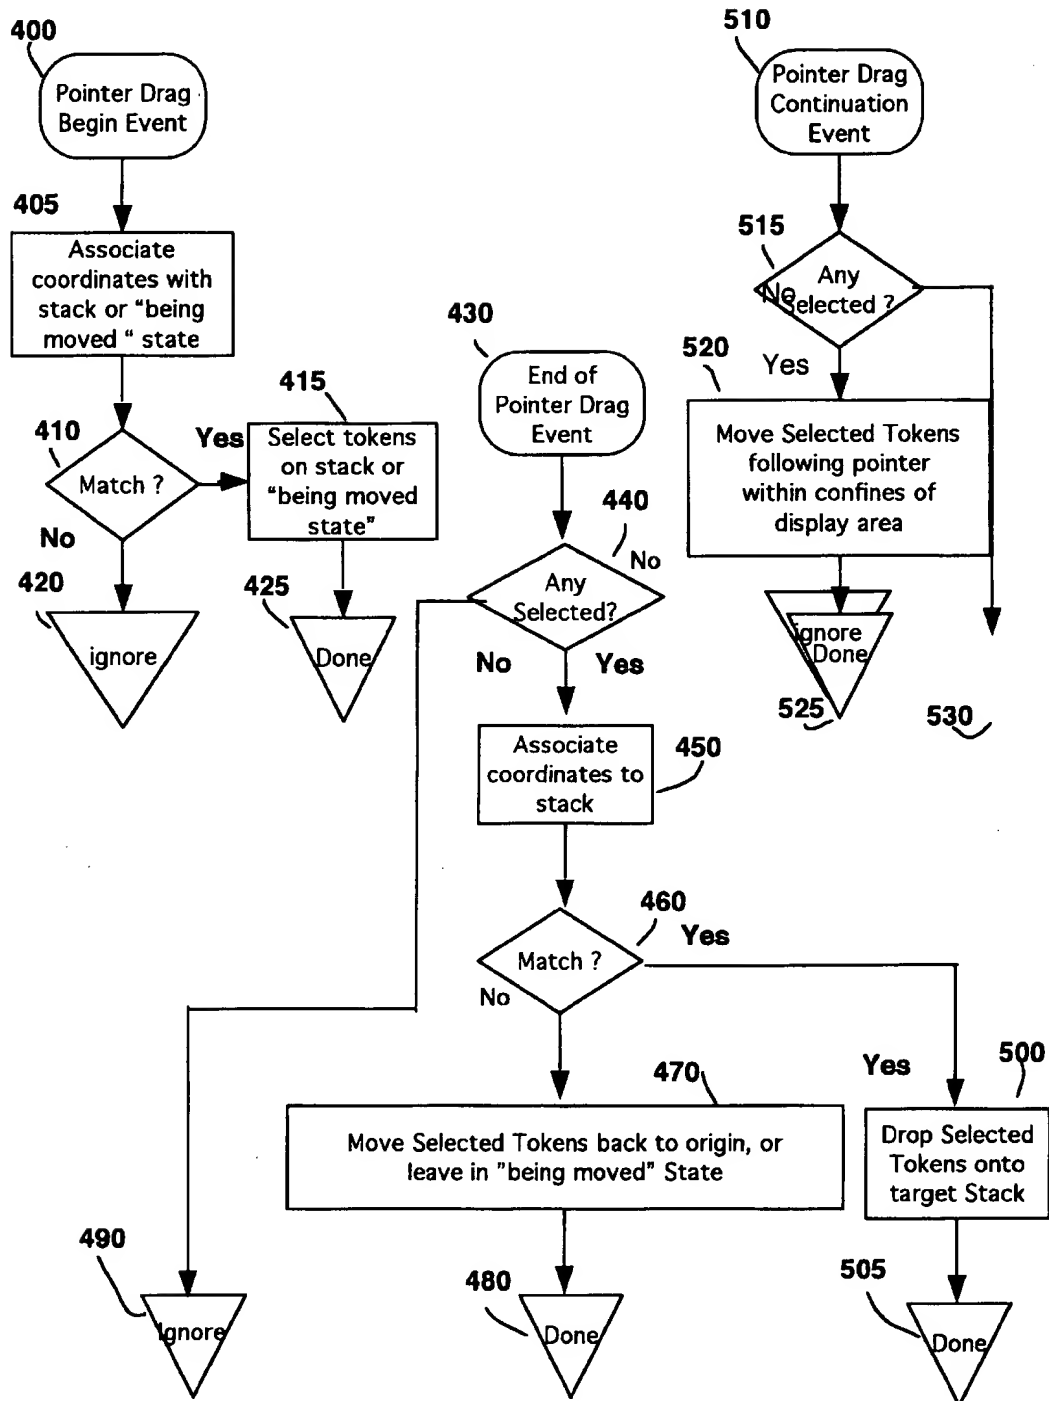 400
Pointer Drag
Begin Event
405
Associate
coordinates with
stack or "being
moved " state
410
Match ?
Yes
No
415
Select tokens
on stack or
"being moved
state"
420
ignore
425
Done
430
End of
Pointer Drag
Event
440
No
Any
Selected?
No
Yes
450
Associate
coordinates to
stack
460
Match ?
Yes
No
470
Move Selected Tokens back to origin, or
leave in "being moved" State
480
Done
490
Ignore
Yes
500
Drop Selected
Tokens onto
target Stack
505
Done
510
Pointer Drag
Continuation
Event
515
Any
Selected ?
No
Yes
520
Move Selected Tokens
following pointer
within confines of
display area
ignore
Done
525
530